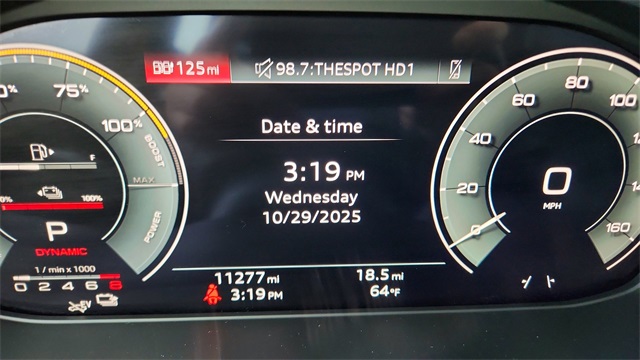 125 mi
98.7:THESPOT HD1
75%
100%
BOOST
MAX
POWER
F
100%
P
DYNAMIC
1 / min x 1000
0 2 4 6 8
EV
Date & time
3:19 PM
Wednesday
10/29/2025
11277 mi
18.5 mi
3:19 PM
64°F
0
20
40
60
80
100
160
0
MPH